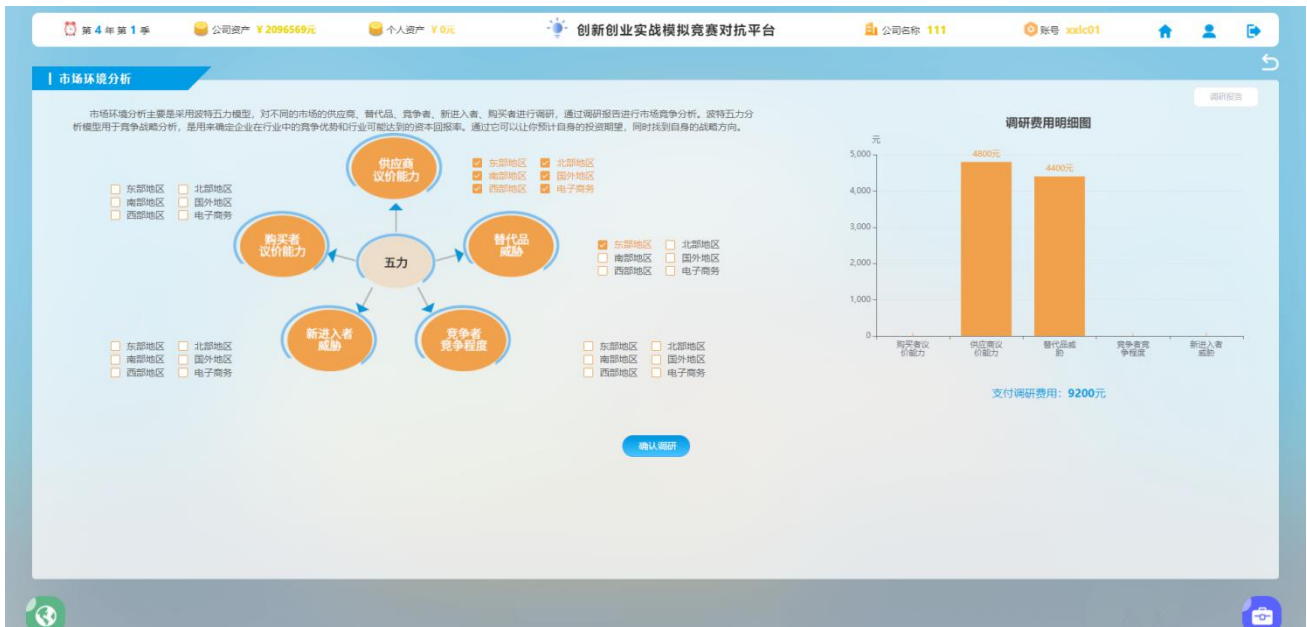 第 4 年 第 1 季 公司资产 ¥ 2096569元 个人资产 ¥ 0元 创新创业实战模拟竞赛对抗平台 公司名称 111 账号 xxlc01
市场环境分析
调研报告
市场环境分析主要是采用波特五力模型，对不同的市场的供应商、替代品、竞争者、新进入者、购买者进行调研，通过调研报告进行市场竞争分析。波特五力分
析模型用于竞争战略分析，是用来确定企业在行业中的竞争优势和行业可能达到的资本回报率。通过它可以让你预计自身的投资期望，同时找到自身的战略方向。
供应商
议价能力
东部地区 北部地区
南部地区 国外地区
西部地区 电子商务
东部地区 北部地区
南部地区 国外地区
西部地区 电子商务
购买者
议价能力
五力
替代品
威胁
东部地区 北部地区
南部地区 国外地区
西部地区 电子商务
新进入者
威胁
竞争者
竞争程度
东部地区 北部地区
南部地区 国外地区
西部地区 电子商务
东部地区 北部地区
南部地区 国外地区
西部地区 电子商务
确认调研
调研费用明细图
元
5,000
4800元
4400元
4,000
3,000
2,000
1,000
0
购买者议
价能力
供应商议
价能力
替代品威
胁
竞争者竞
争程度
新进入者
威胁
支付调研费用：9200元